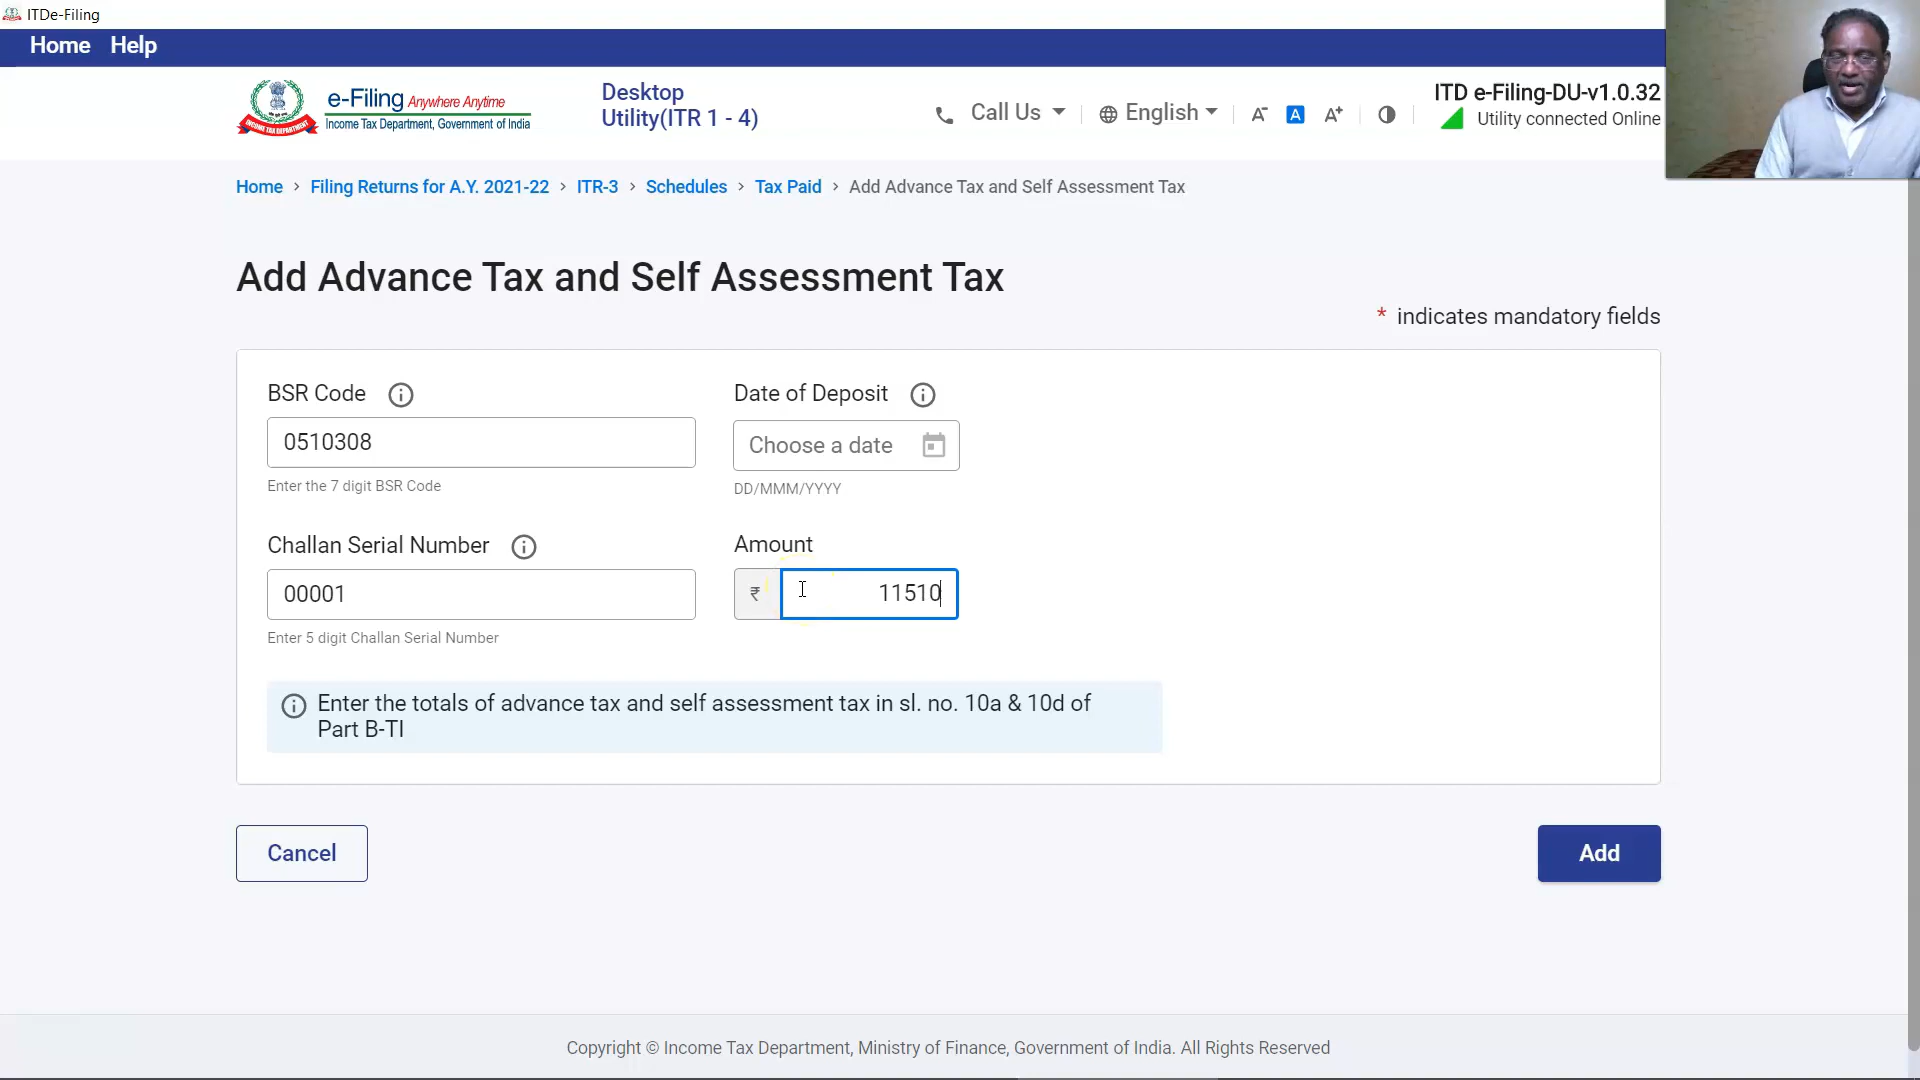 ITDe-Filing
Home Help
e-Filing Anywhere Anytime
Income Tax Department, Government of India
INCOME TAX DEPARTMENT
Desktop
Utility(ITR 1 - 4)
Call Us
English
A-
A
A+
ITD e-Filing-DU-v1.0.32
Utility connected Online
Home > Filing Returns for A.Y. 2021-22 > ITR-3 > Schedules > Tax Paid > Add Advance Tax and Self Assessment Tax
Add Advance Tax and Self Assessment Tax
* indicates mandatory fields
BSR Code
0510308
Enter the 7 digit BSR Code
Date of Deposit
Choose a date
DD/MMM/YYYY
Challan Serial Number
00001
Enter 5 digit Challan Serial Number
Amount
₹ 11510
Enter the totals of advance tax and self assessment tax in sl. no. 10a & 10d of
Part B-TI
Cancel
Add
Copyright © Income Tax Department, Ministry of Finance, Government of India. All Rights Reserved